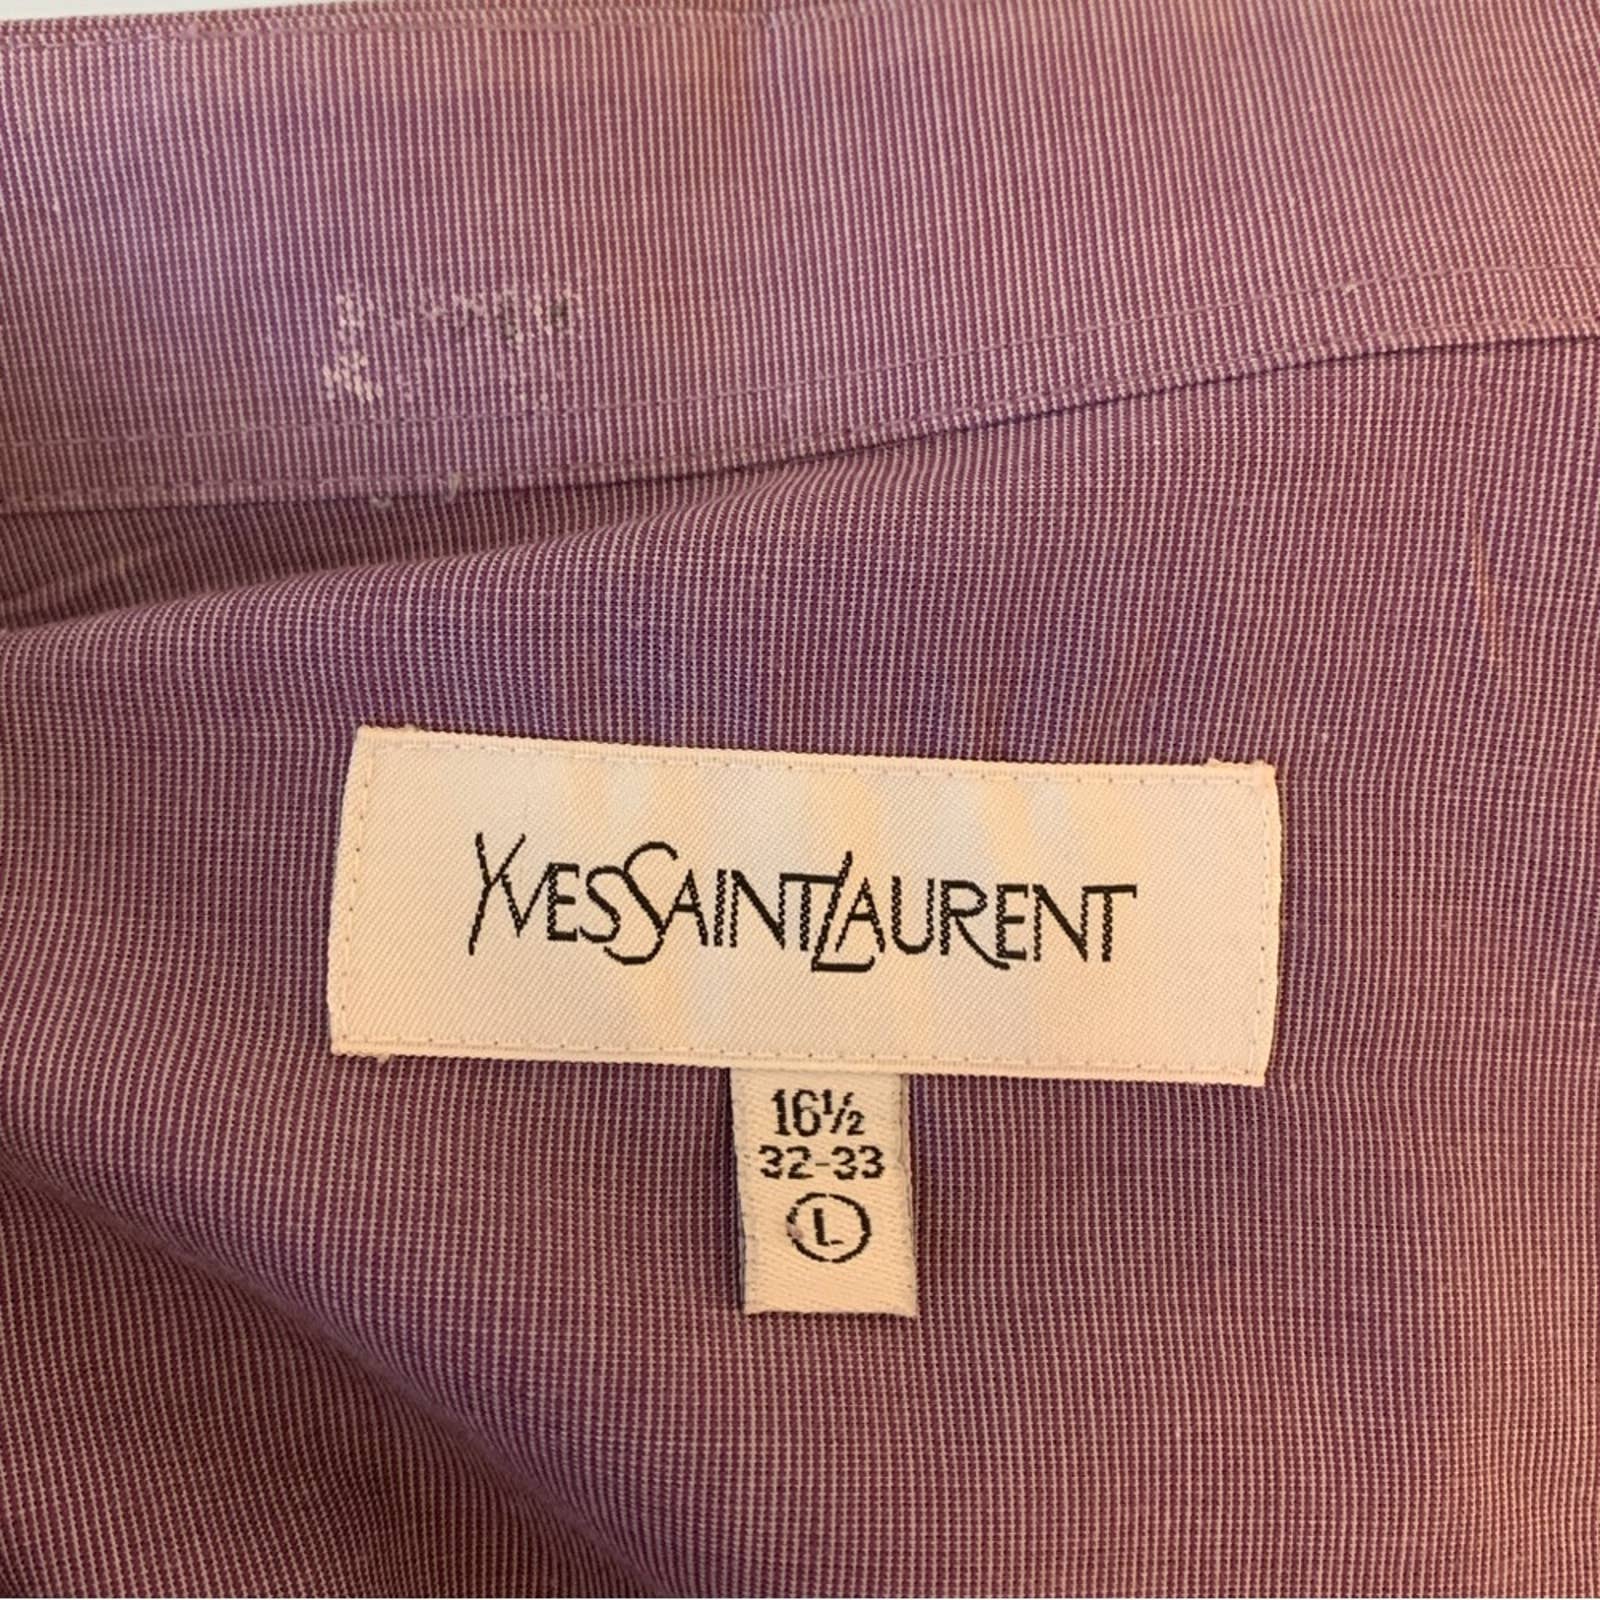 YVESSAINTLAURENT
16½
32-33
L